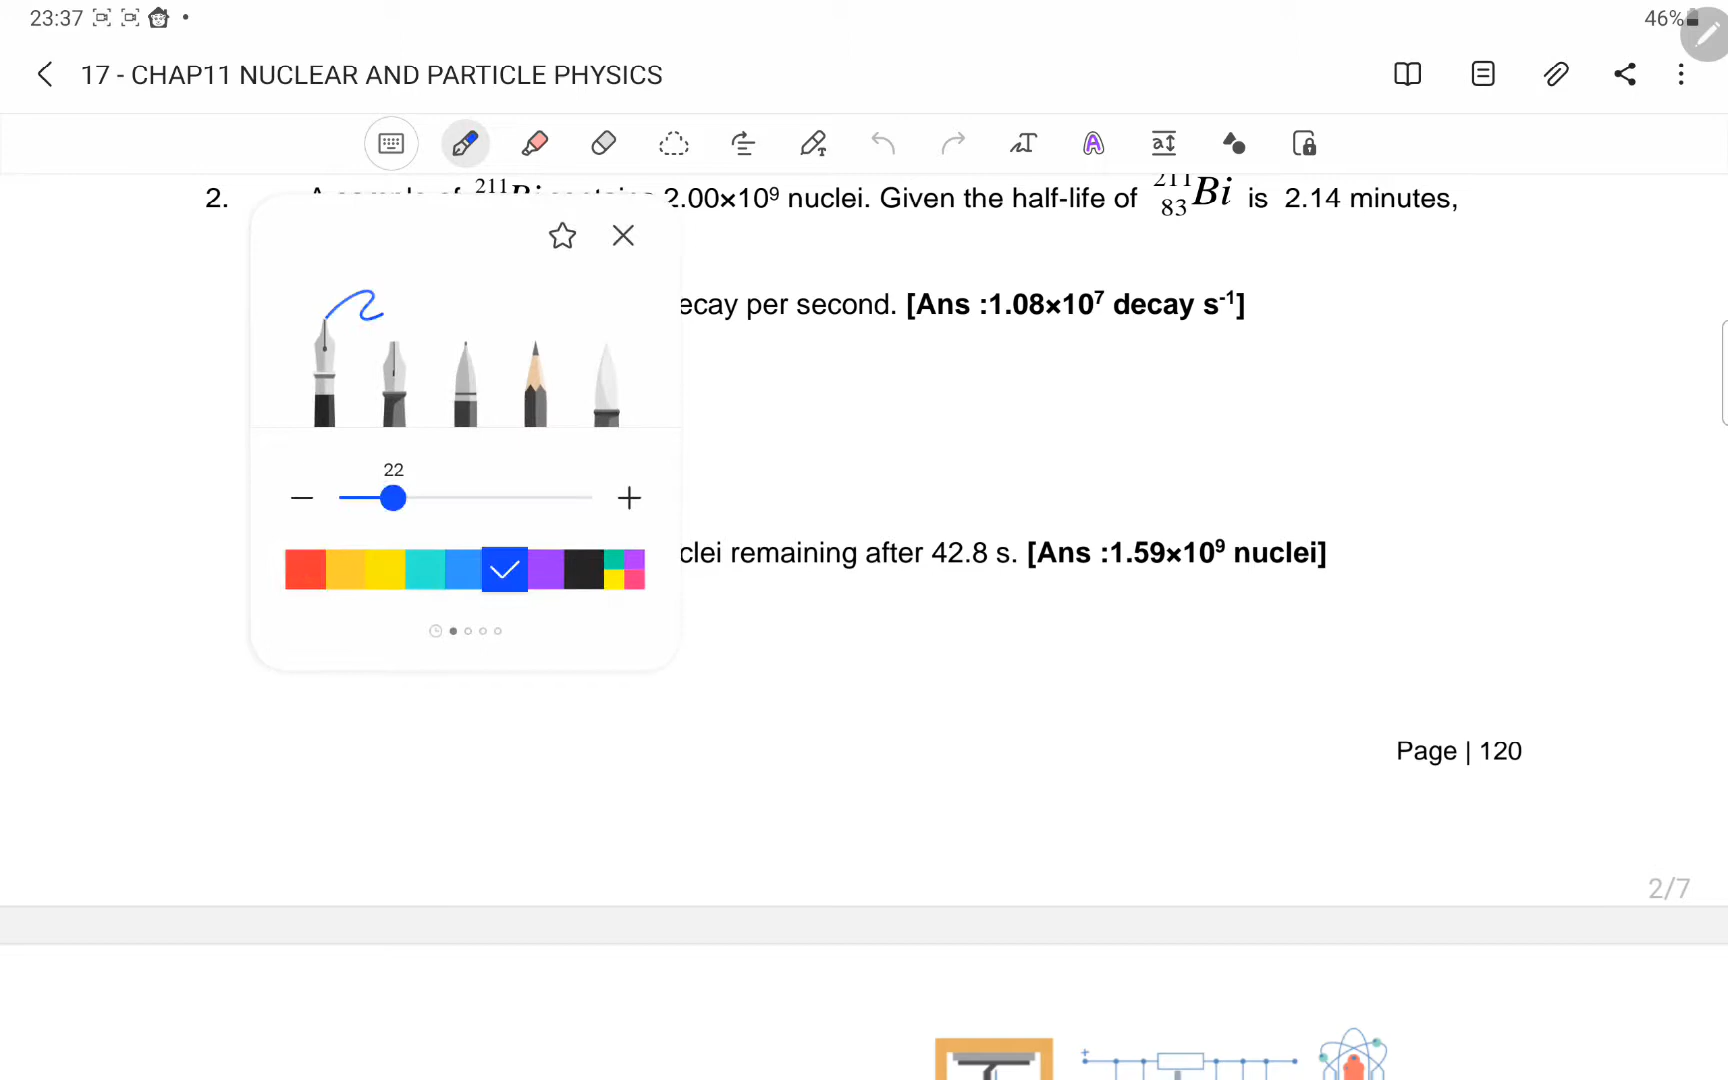 23:37
46%
17 - CHAP11 NUCLEAR AND PARTICLE PHYSICS
2. 2.00×10⁹ nuclei. Given the half-life of ²¹¹₈₃Bi is 2.14 minutes,
ecay per second. [Ans :1.08×10⁷ decay s⁻¹]
22
clei remaining after 42.8 s. [Ans :1.59×10⁹ nuclei]
Page | 120
2/7